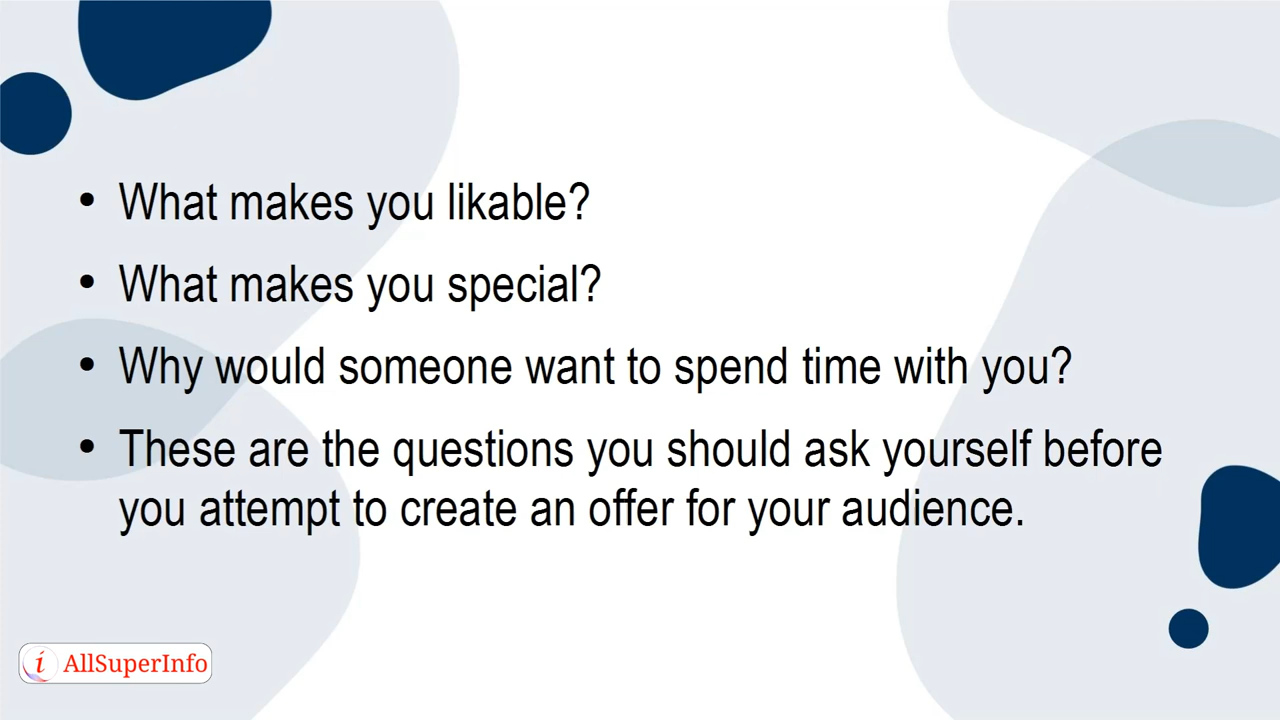 • What makes you likable?
• What makes you special?
• Why would someone want to spend time with you?
• These are the questions you should ask yourself before
you attempt to create an offer for your audience.
i AllSuperInfo